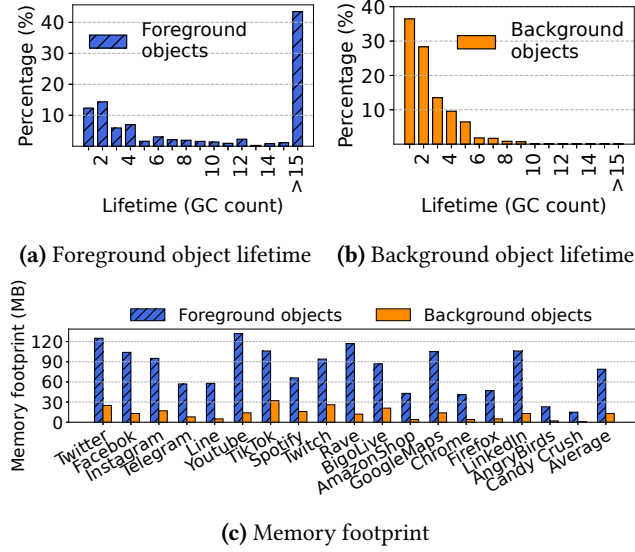 Percentage (%)
40
30
20
10
Foreground
objects
2
4
6
8
10
12
14
> 15
Lifetime (GC count)
(a) Foreground object lifetime
Percentage (%)
40
30
20
10
Background
objects
2
4
6
8
10
12
14
> 15
Lifetime (GC count)
(b) Background object lifetime
Memory footprint (MB)
Foreground objects
Background objects
120
90
60
30
0
Twitter
Facebok
Instagram
Telegram
Line
Youtube
TikTok
Spotify
Twitch
Rave
BigoLive
AmazonShop
GoogleMaps
Chrome
Firefox
LinkedIn
AngryBirds
Candy Crush
Average
(c) Memory footprint